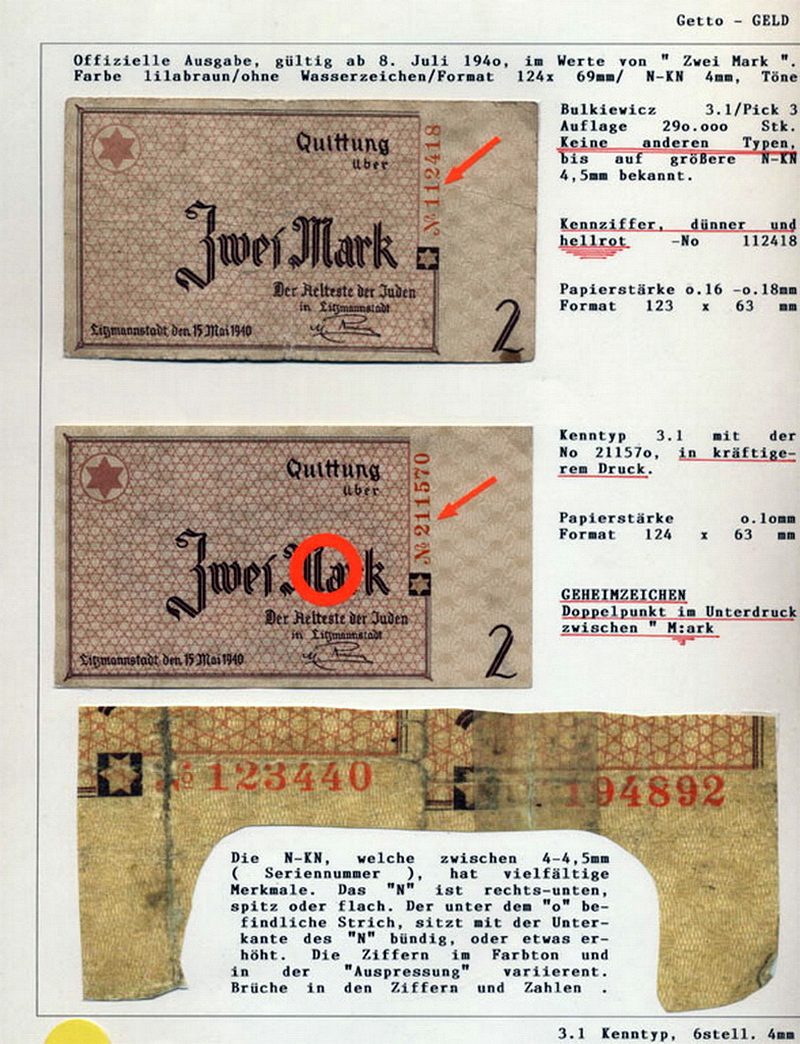 Getto - GELD
Offizielle Ausgabe, gültig ab 8. Juli 194o, im Werte von " Zwei Mark ".
Farbe lilabraun/ohne Wasserzeichen/Format 124x 69mm/ N-KN 4mm, Töne
Quittung
über
Zwei Mark
Der Aelteste der Juden
in Litzmannstadt
Litzmannstadt, den 15 Mai 1940
№ 112418
2
Bulkiewicz 3.1/Pick 3
Auflage 29o.ooo Stk.
Keine anderen Typen,
bis auf größere N-KN
4,5mm bekannt.
Kennziffer, dünner und
hellrot -No 112418
Papierstärke o.16 -o.18mm
Format 123 x 63 mm
Quittung
über
Zwei Mark
Der Aelteste der Juden
in Litzmannstadt
Litzmannstadt, den 15 Mai 1940
№ 211570
2
Kenntyp 3.1 mit der
No 21157o, in kräftige-
rem Druck.
Papierstärke o.1omm
Format 124 x 63 mm
GEHEIMZEICHEN
Doppelpunkt im Unterdruck
zwischen " M:ark
№ 123440
194892
Die N-KN, welche zwischen 4-4,5mm
( Seriennummer ), hat vielfältige
Merkmale. Das "N" ist rechts-unten,
spitz oder flach. Der unter dem "o" be-
findliche Strich, sitzt mit der Unter-
kante des "N" bündig, oder etwas er-
höht. Die Ziffern im Farbton und
in der "Auspressung" variierent.
Brüche in den Ziffern und Zahlen .
3.1 Kenntyp, 6stell. 4mm